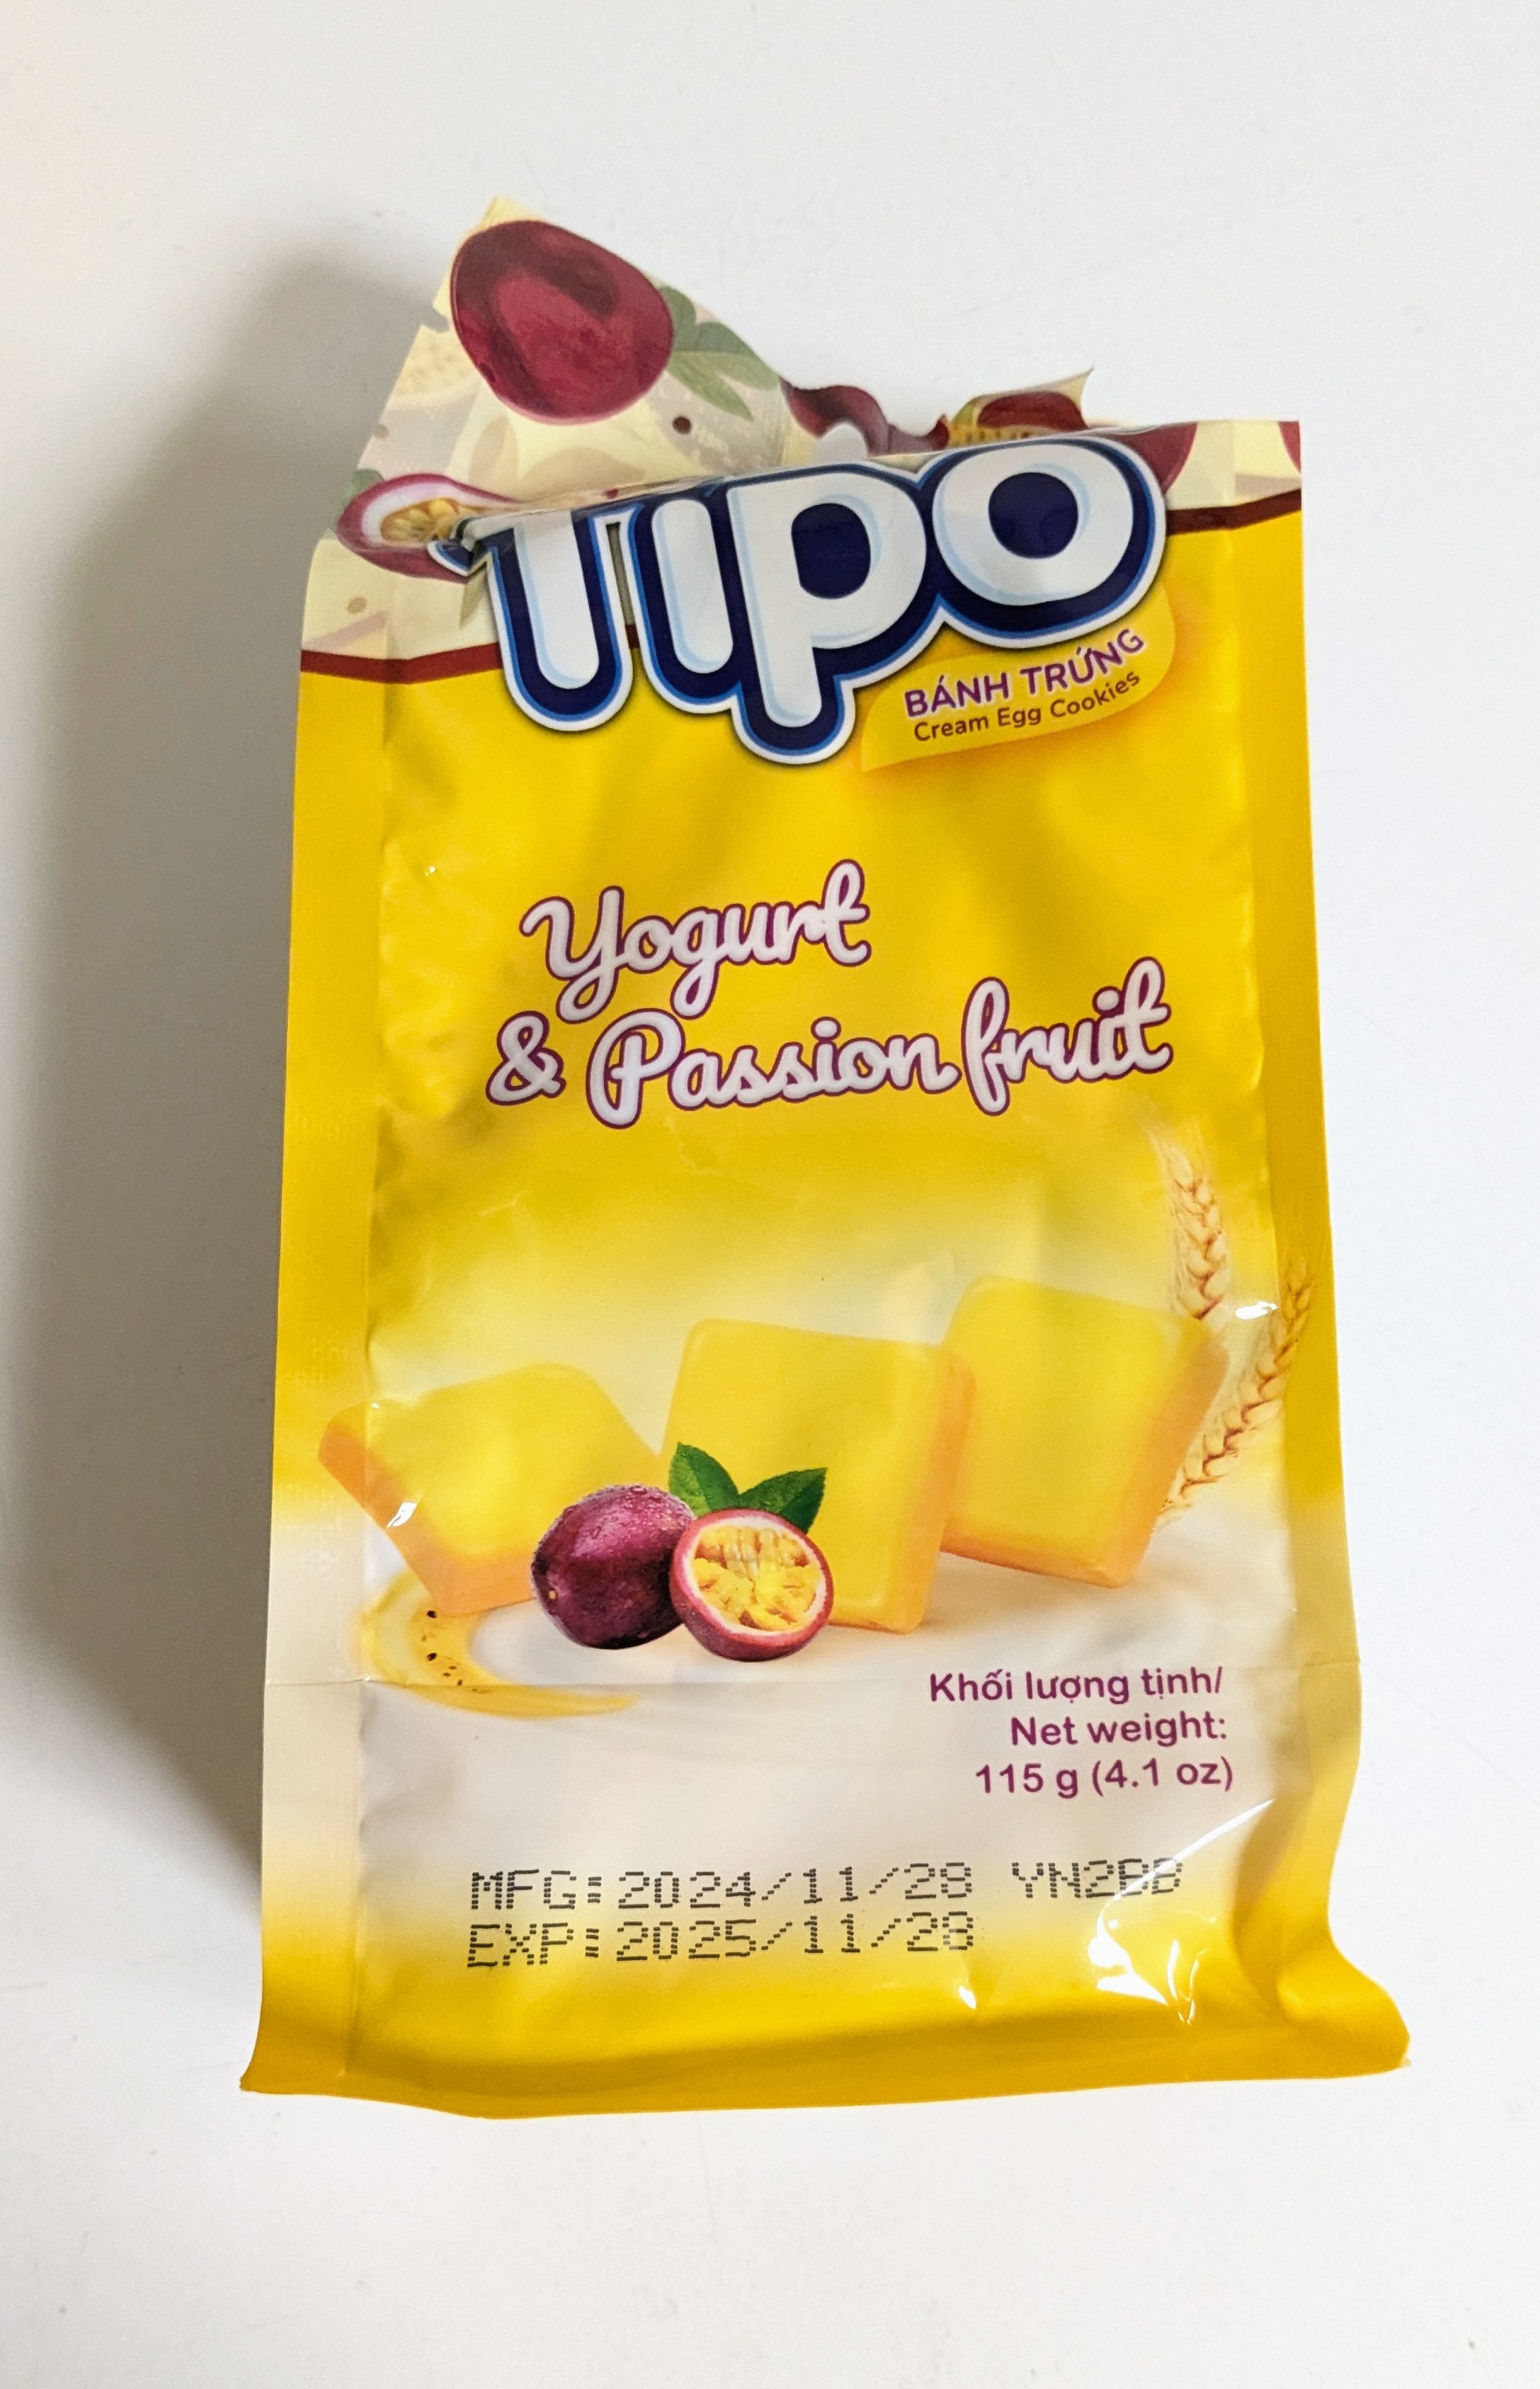 Tipo
BÁNH TRỨNG
Cream Egg Cookies
Yogurt
& Passion fruit
Khối lượng tịnh/
Net weight:
115 g (4.1 oz)
MFG:2024/11/28 YN2BB
EXP:2025/11/28